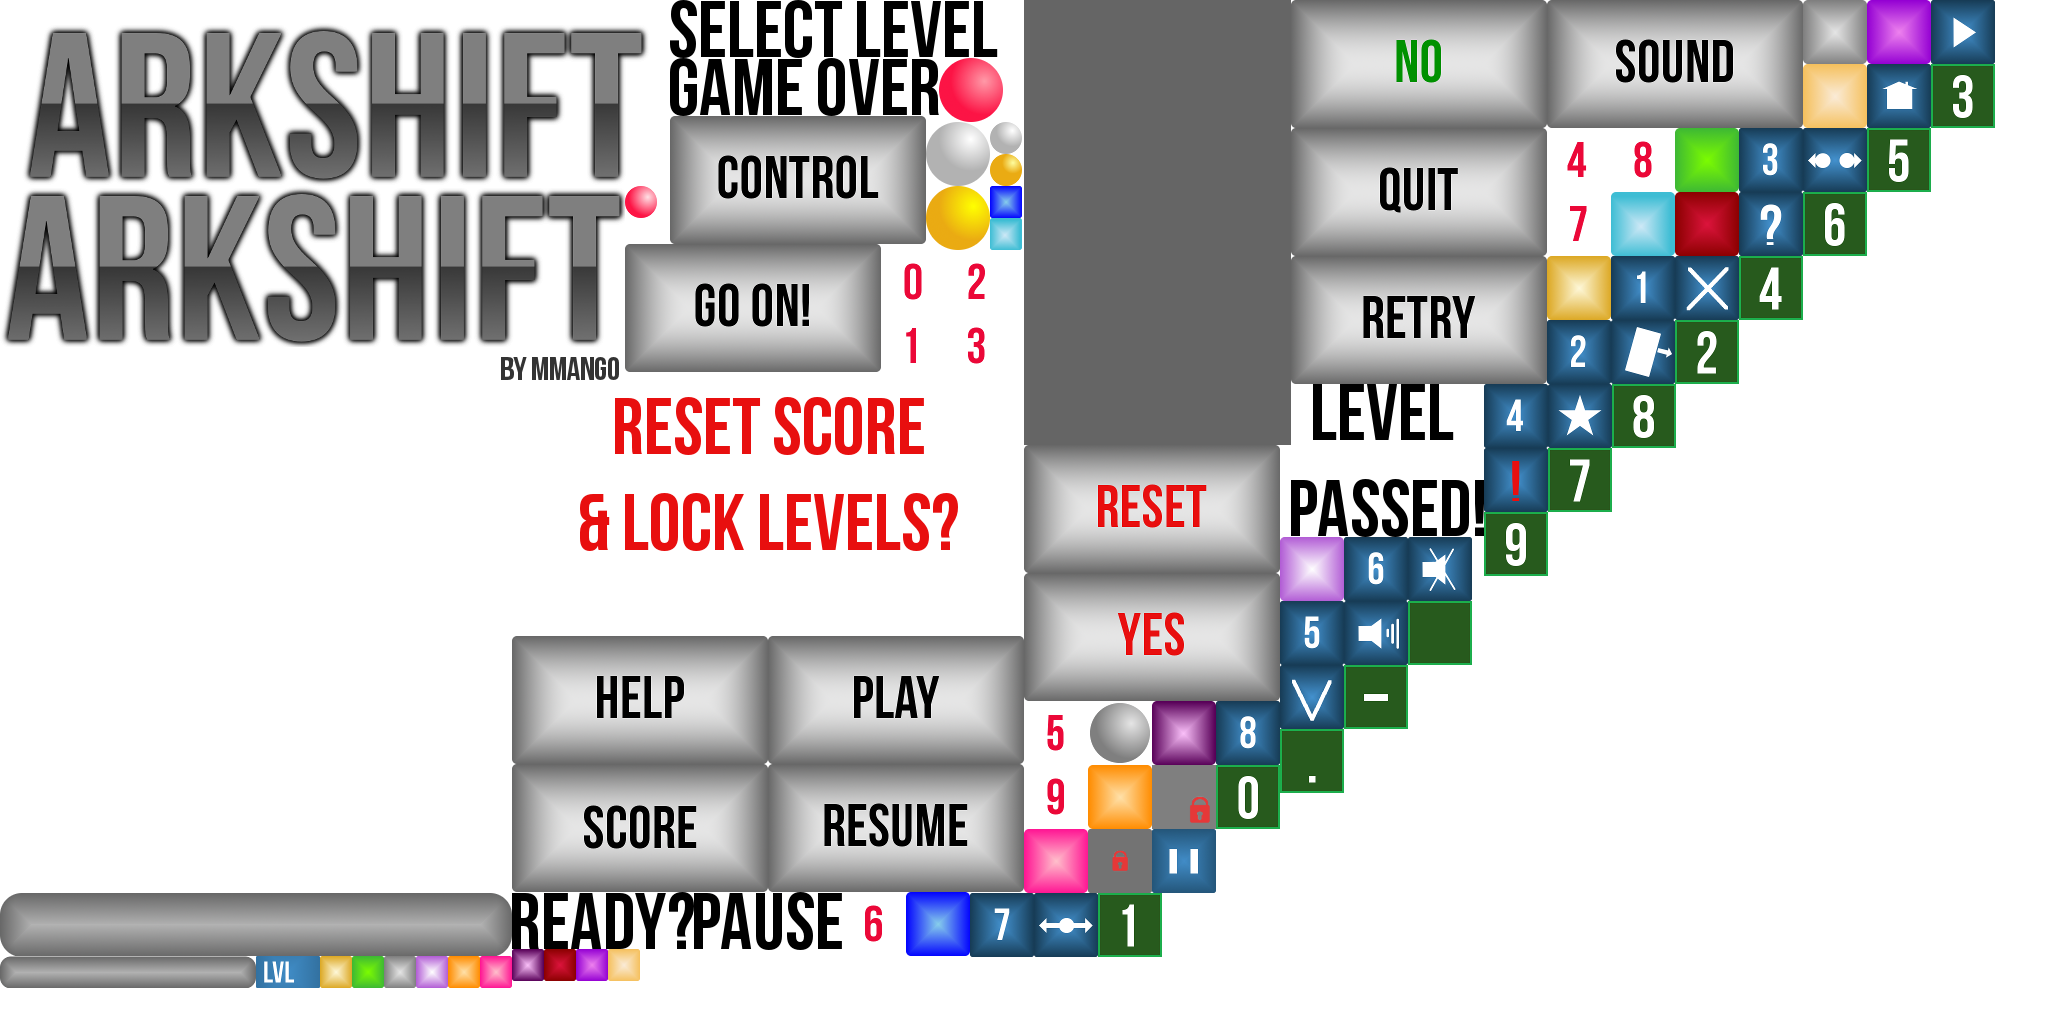 ARKSHIFT
ARKSHIFT
BY MMANGO
SELECT LEVEL
GAME OVER
CONTROL
GO ON!
0 2
1 3
RESET SCORE
& LOCK LEVELS?
NO
SOUND
3
QUIT
4 8 3 5
7 ? 6
RETRY
1 4
2 2
LEVEL
4 8
PASSED!
! 7
9
RESET
6
YES
5
-
.
HELP
PLAY
5 8
SCORE
RESUME
9 0
READY?
PAUSE
6 7 1
LVL